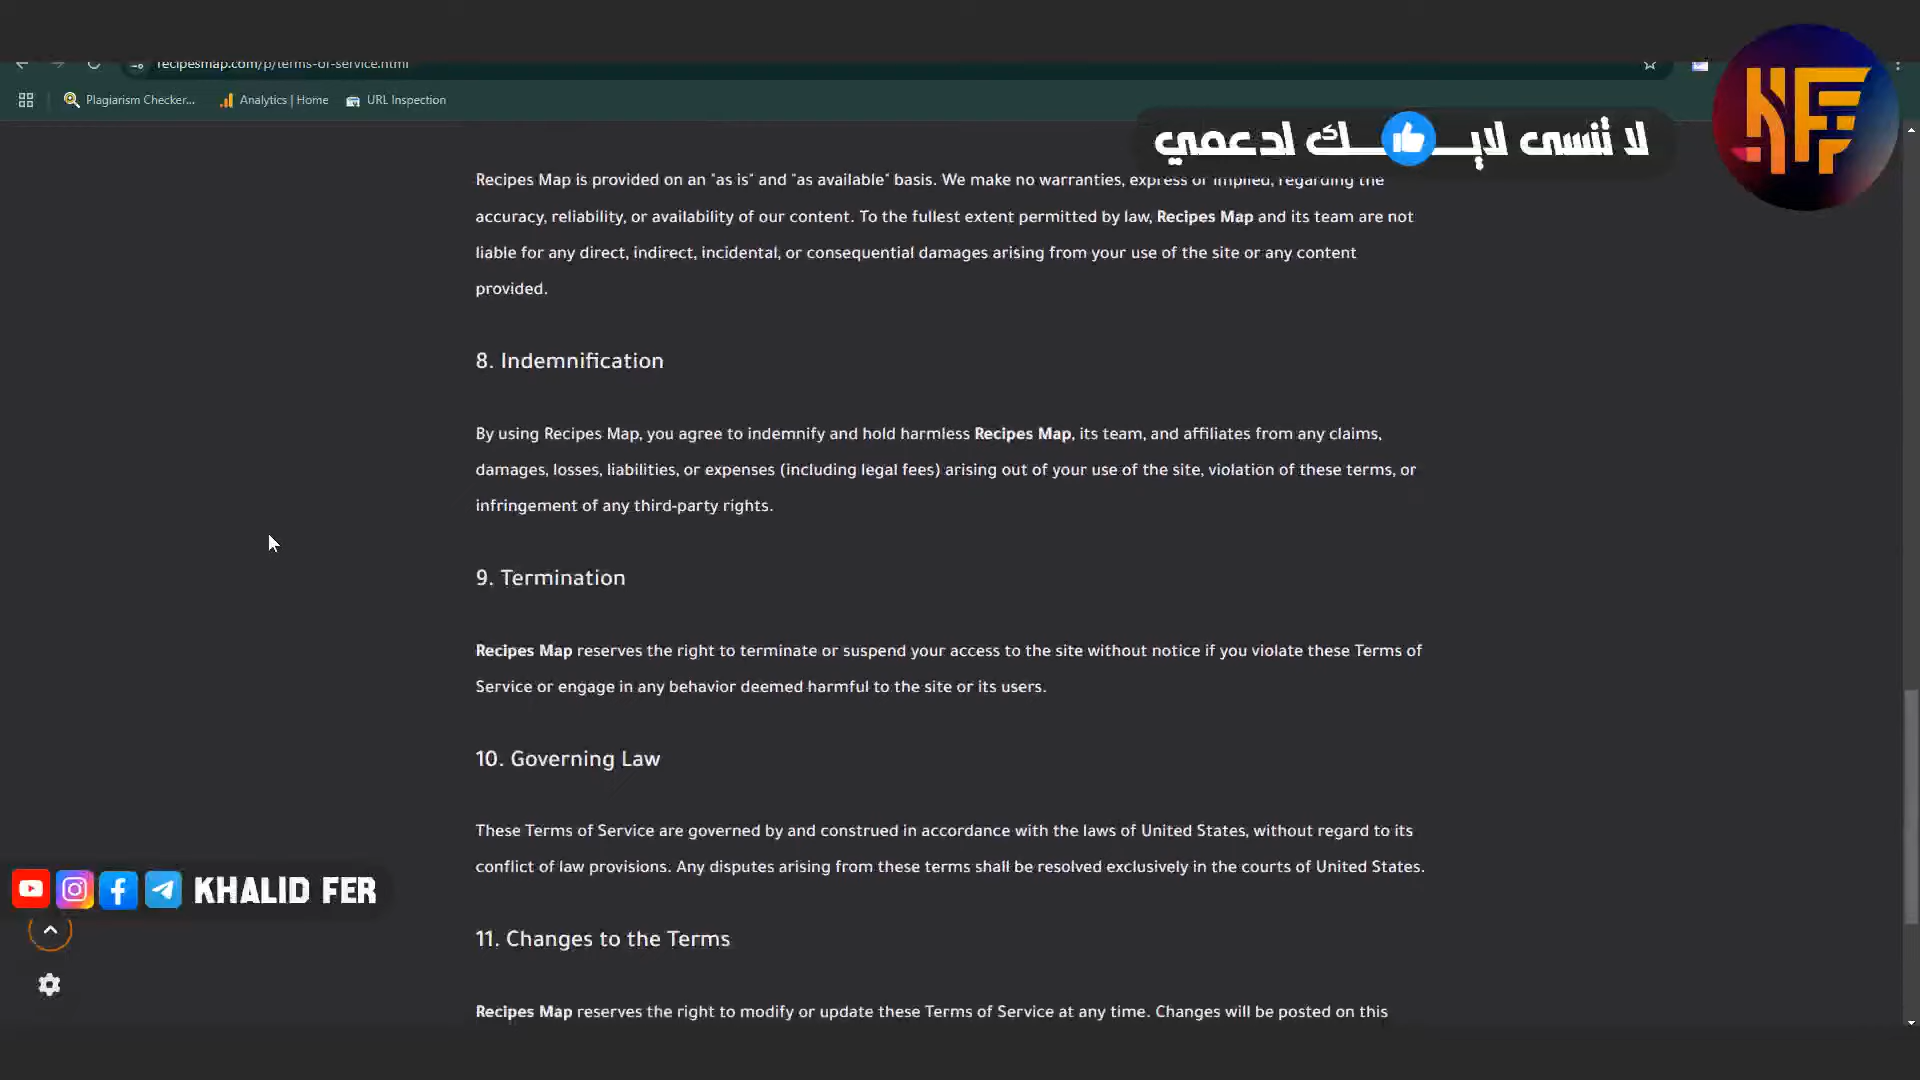 recipesmap.com/p/terms-of-service.html
Plagiarism Checker...
Analytics | Home
URL Inspection
لا تنسى لايـــك لدعمي
KF
Recipes Map is provided on an "as is" and "as available" basis. We make no warranties, express or implied, regarding the
accuracy, reliability, or availability of our content. To the fullest extent permitted by law, Recipes Map and its team are not
liable for any direct, indirect, incidental, or consequential damages arising from your use of the site or any content
provided.
8. Indemnification
By using Recipes Map, you agree to indemnify and hold harmless Recipes Map, its team, and affiliates from any claims,
damages, losses, liabilities, or expenses (including legal fees) arising out of your use of the site, violation of these terms, or
infringement of any third-party rights.
9. Termination
Recipes Map reserves the right to terminate or suspend your access to the site without notice if you violate these Terms of
Service or engage in any behavior deemed harmful to the site or its users.
10. Governing Law
These Terms of Service are governed by and construed in accordance with the laws of United States, without regard to its
conflict of law provisions. Any disputes arising from these terms shall be resolved exclusively in the courts of United States.
KHALID FER
11. Changes to the Terms
Recipes Map reserves the right to modify or update these Terms of Service at any time. Changes will be posted on this